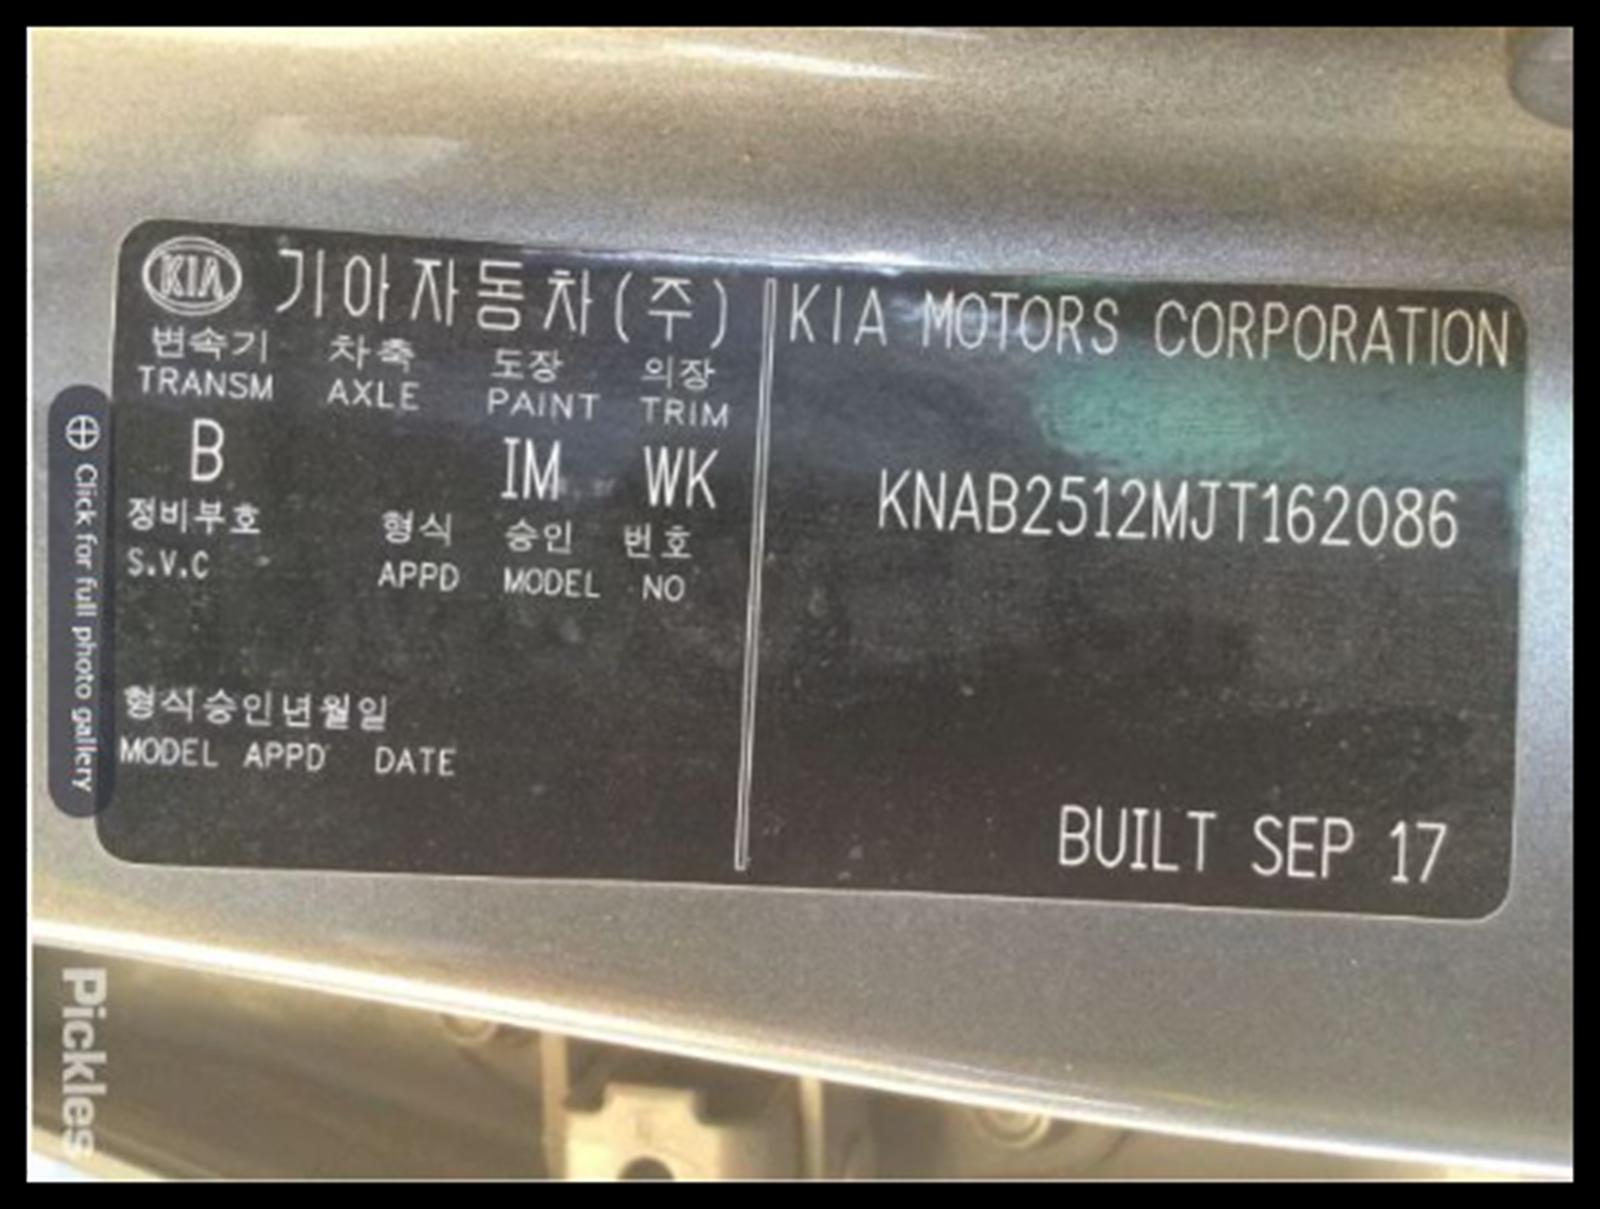 KIA 기아자동차(주)
변속기 차축 도장 의장
TRANSM AXLE PAINT TRIM
B IM WK
정비부호 형식 승인 번호
S.V.C APPD MODEL NO
형식승인년월일
MODEL APPD DATE
KIA MOTORS CORPORATION
KNAB2512MJT162086
BUILT SEP 17
Click for full photo gallery
Pickles